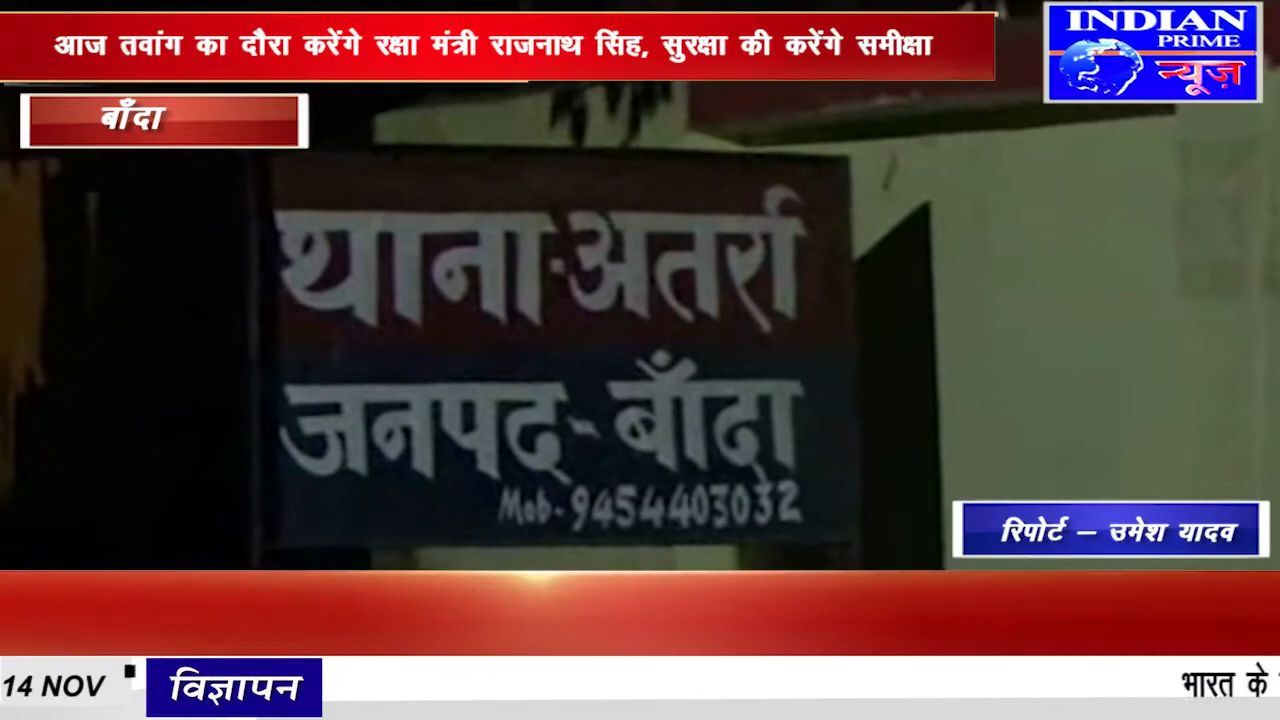 आज तवांग का दौरा करेंगे रक्षा मंत्री राजनाथ सिंह, सुरक्षा की करेंगे समीक्षा
INDIAN
PRIME
न्यूज़
बाँदा
थाना-अतर्रा
जनपद-बाँदा
Mob-9454403032
रिपोर्ट – उमेश यादव
14 NOV
विज्ञापन
भारत के